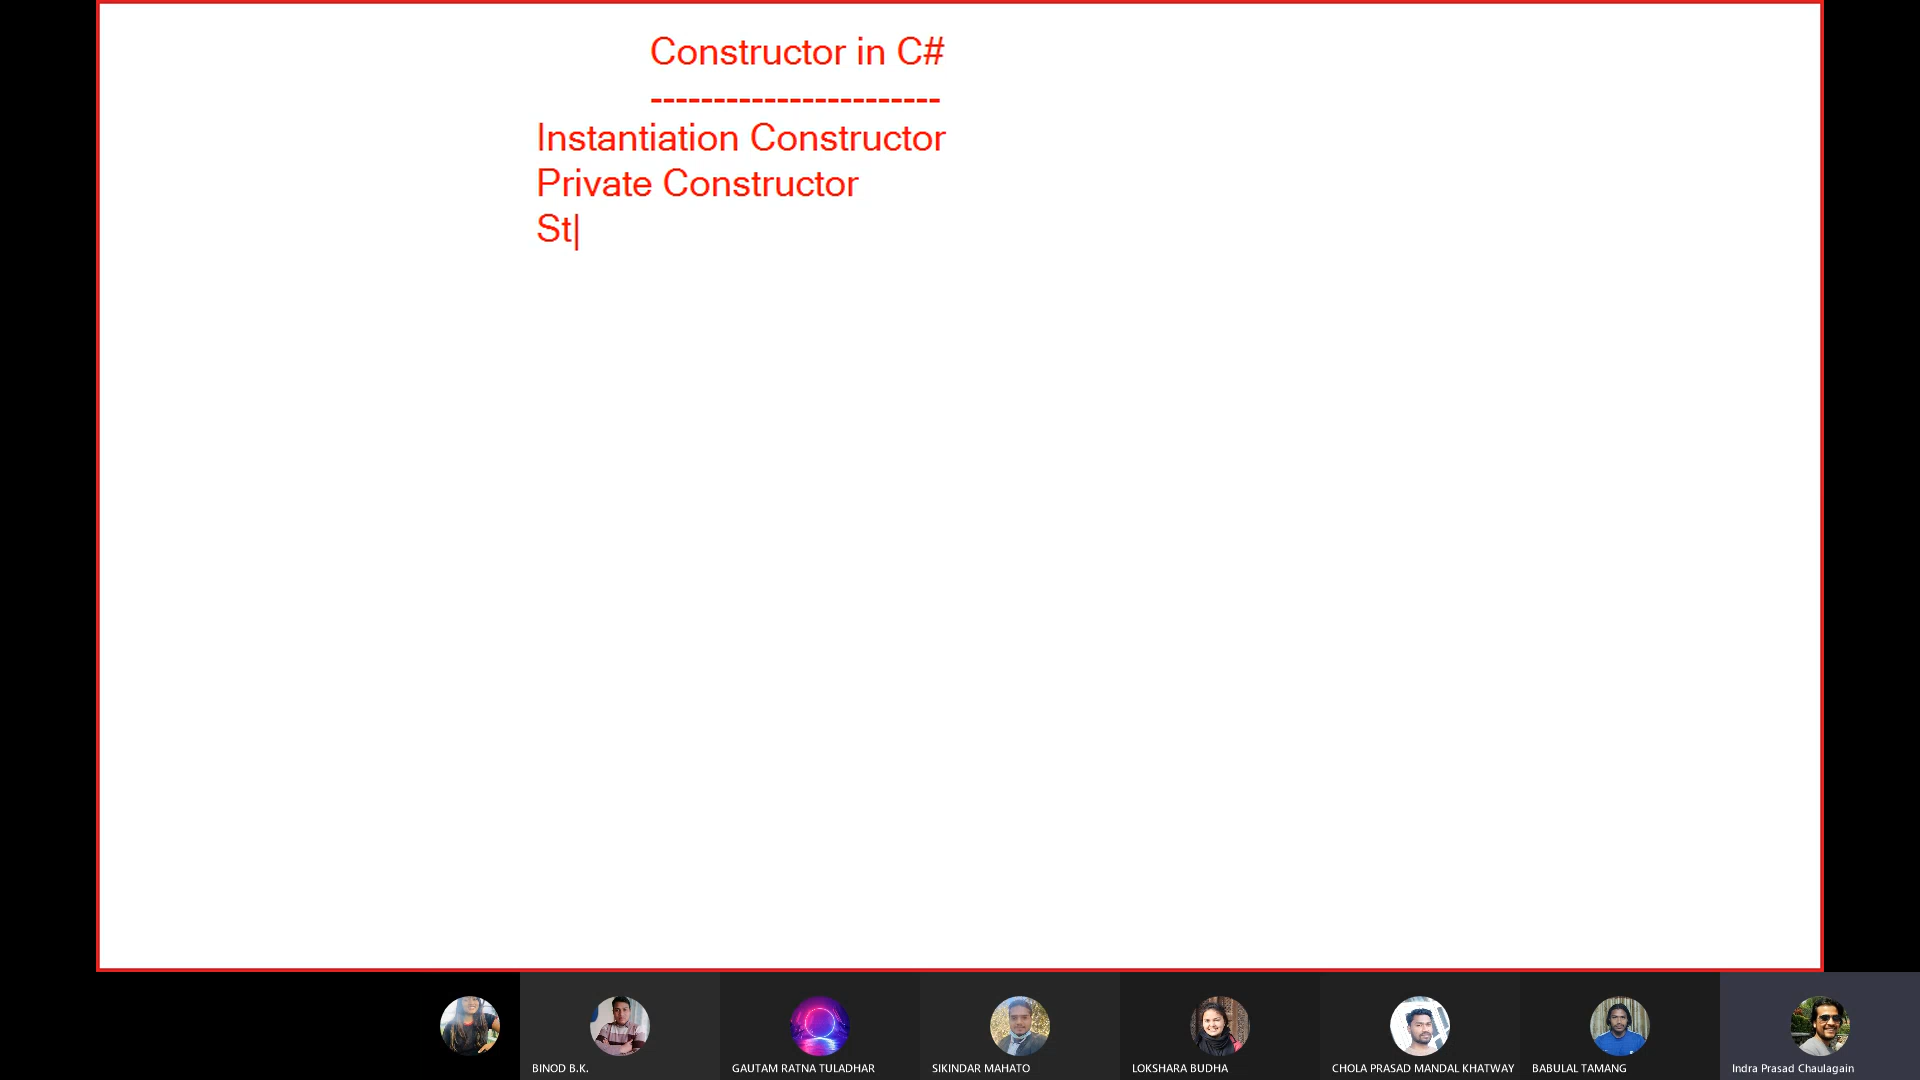 Constructor in C#
-----------------------
Instantiation Constructor
Private Constructor
St
BINOD B.K.
GAUTAM RATNA TULADHAR
SIKINDAR MAHATO
LOKSHARA BUDHA
CHOLA PRASAD MANDAL KHATWAY
BABULAL TAMANG
Indra Prasad Chaulagain